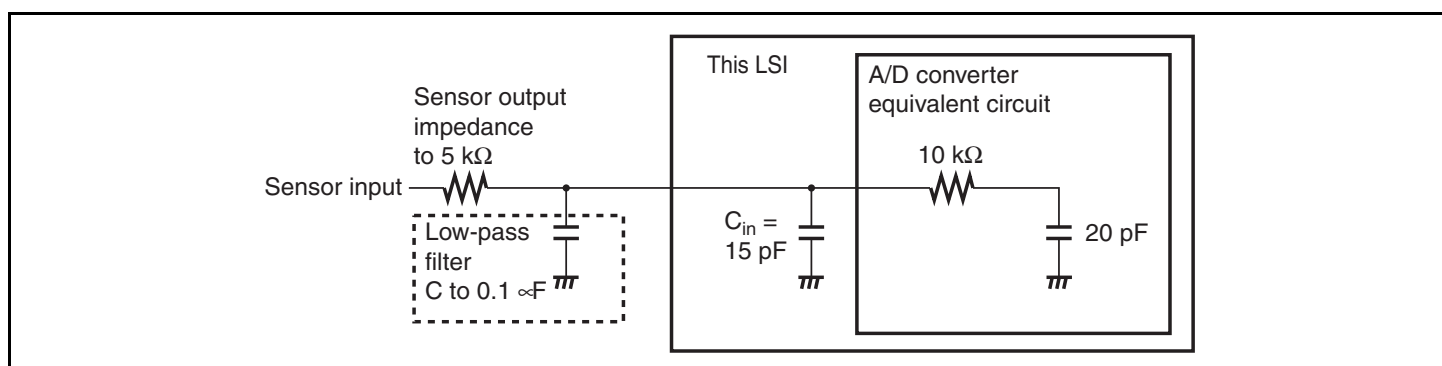 This LSI
A/D converter
equivalent circuit
Sensor output
impedance
to 5 kΩ
10 kΩ
Sensor input
Low-pass
filter
C to 0.1 ∝F
Cin =
15 pF
20 pF